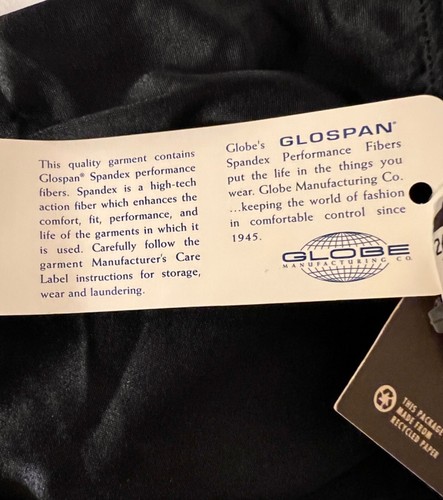 This quality garment contains
Glospan® Spandex performance
fibers. Spandex is a high-tech
action fiber which enhances the
comfort, fit, performance, and
life of the garments in which it
is used. Carefully follow the
garment Manufacturer's Care
Label instructions for storage,
wear and laundering.
Globe's GLOSPAN®
Spandex Performance Fibers
put the life in the things you
wear. Globe Manufacturing Co.
...keeping the world of fashion
in comfortable control since
1945.
GLOBE
MANUFACTURING CO.
THIS PACKAGE
MADE FROM
RECYCLED PAPER